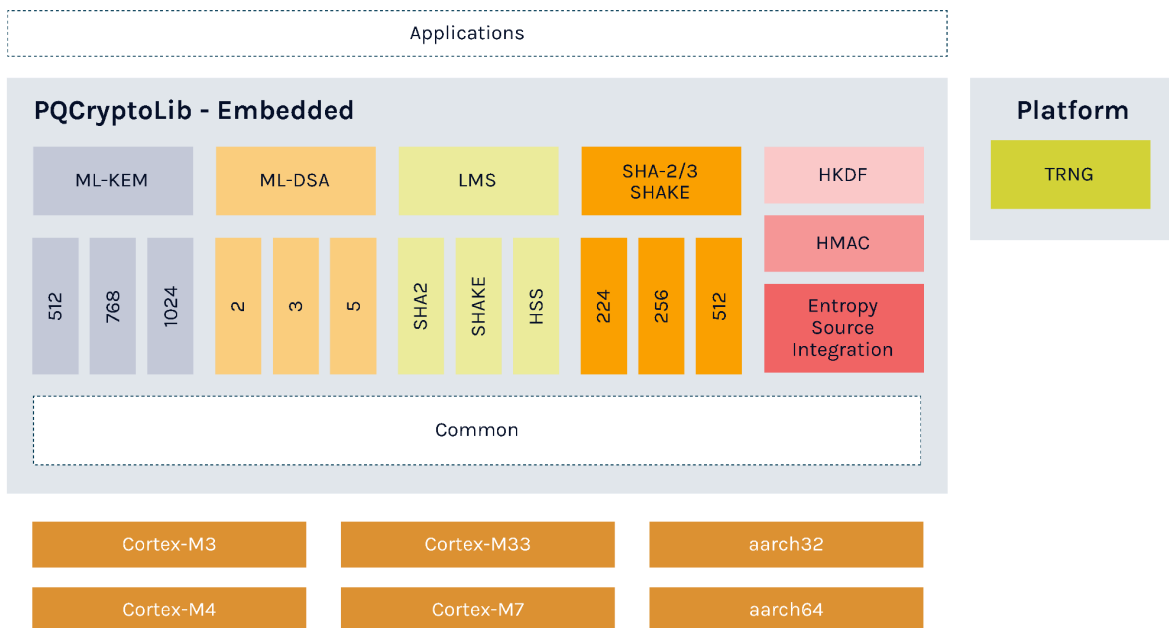 Applications
PQCryptoLib - Embedded
Platform
ML-KEM
ML-DSA
LMS
SHA-2/3
SHAKE
HKDF
TRNG
HMAC
512
768
1024
2
3
5
SHA2
SHAKE
HSS
224
256
512
Entropy
Source
Integration
Common
Cortex-M3
Cortex-M33
aarch32
Cortex-M4
Cortex-M7
aarch64